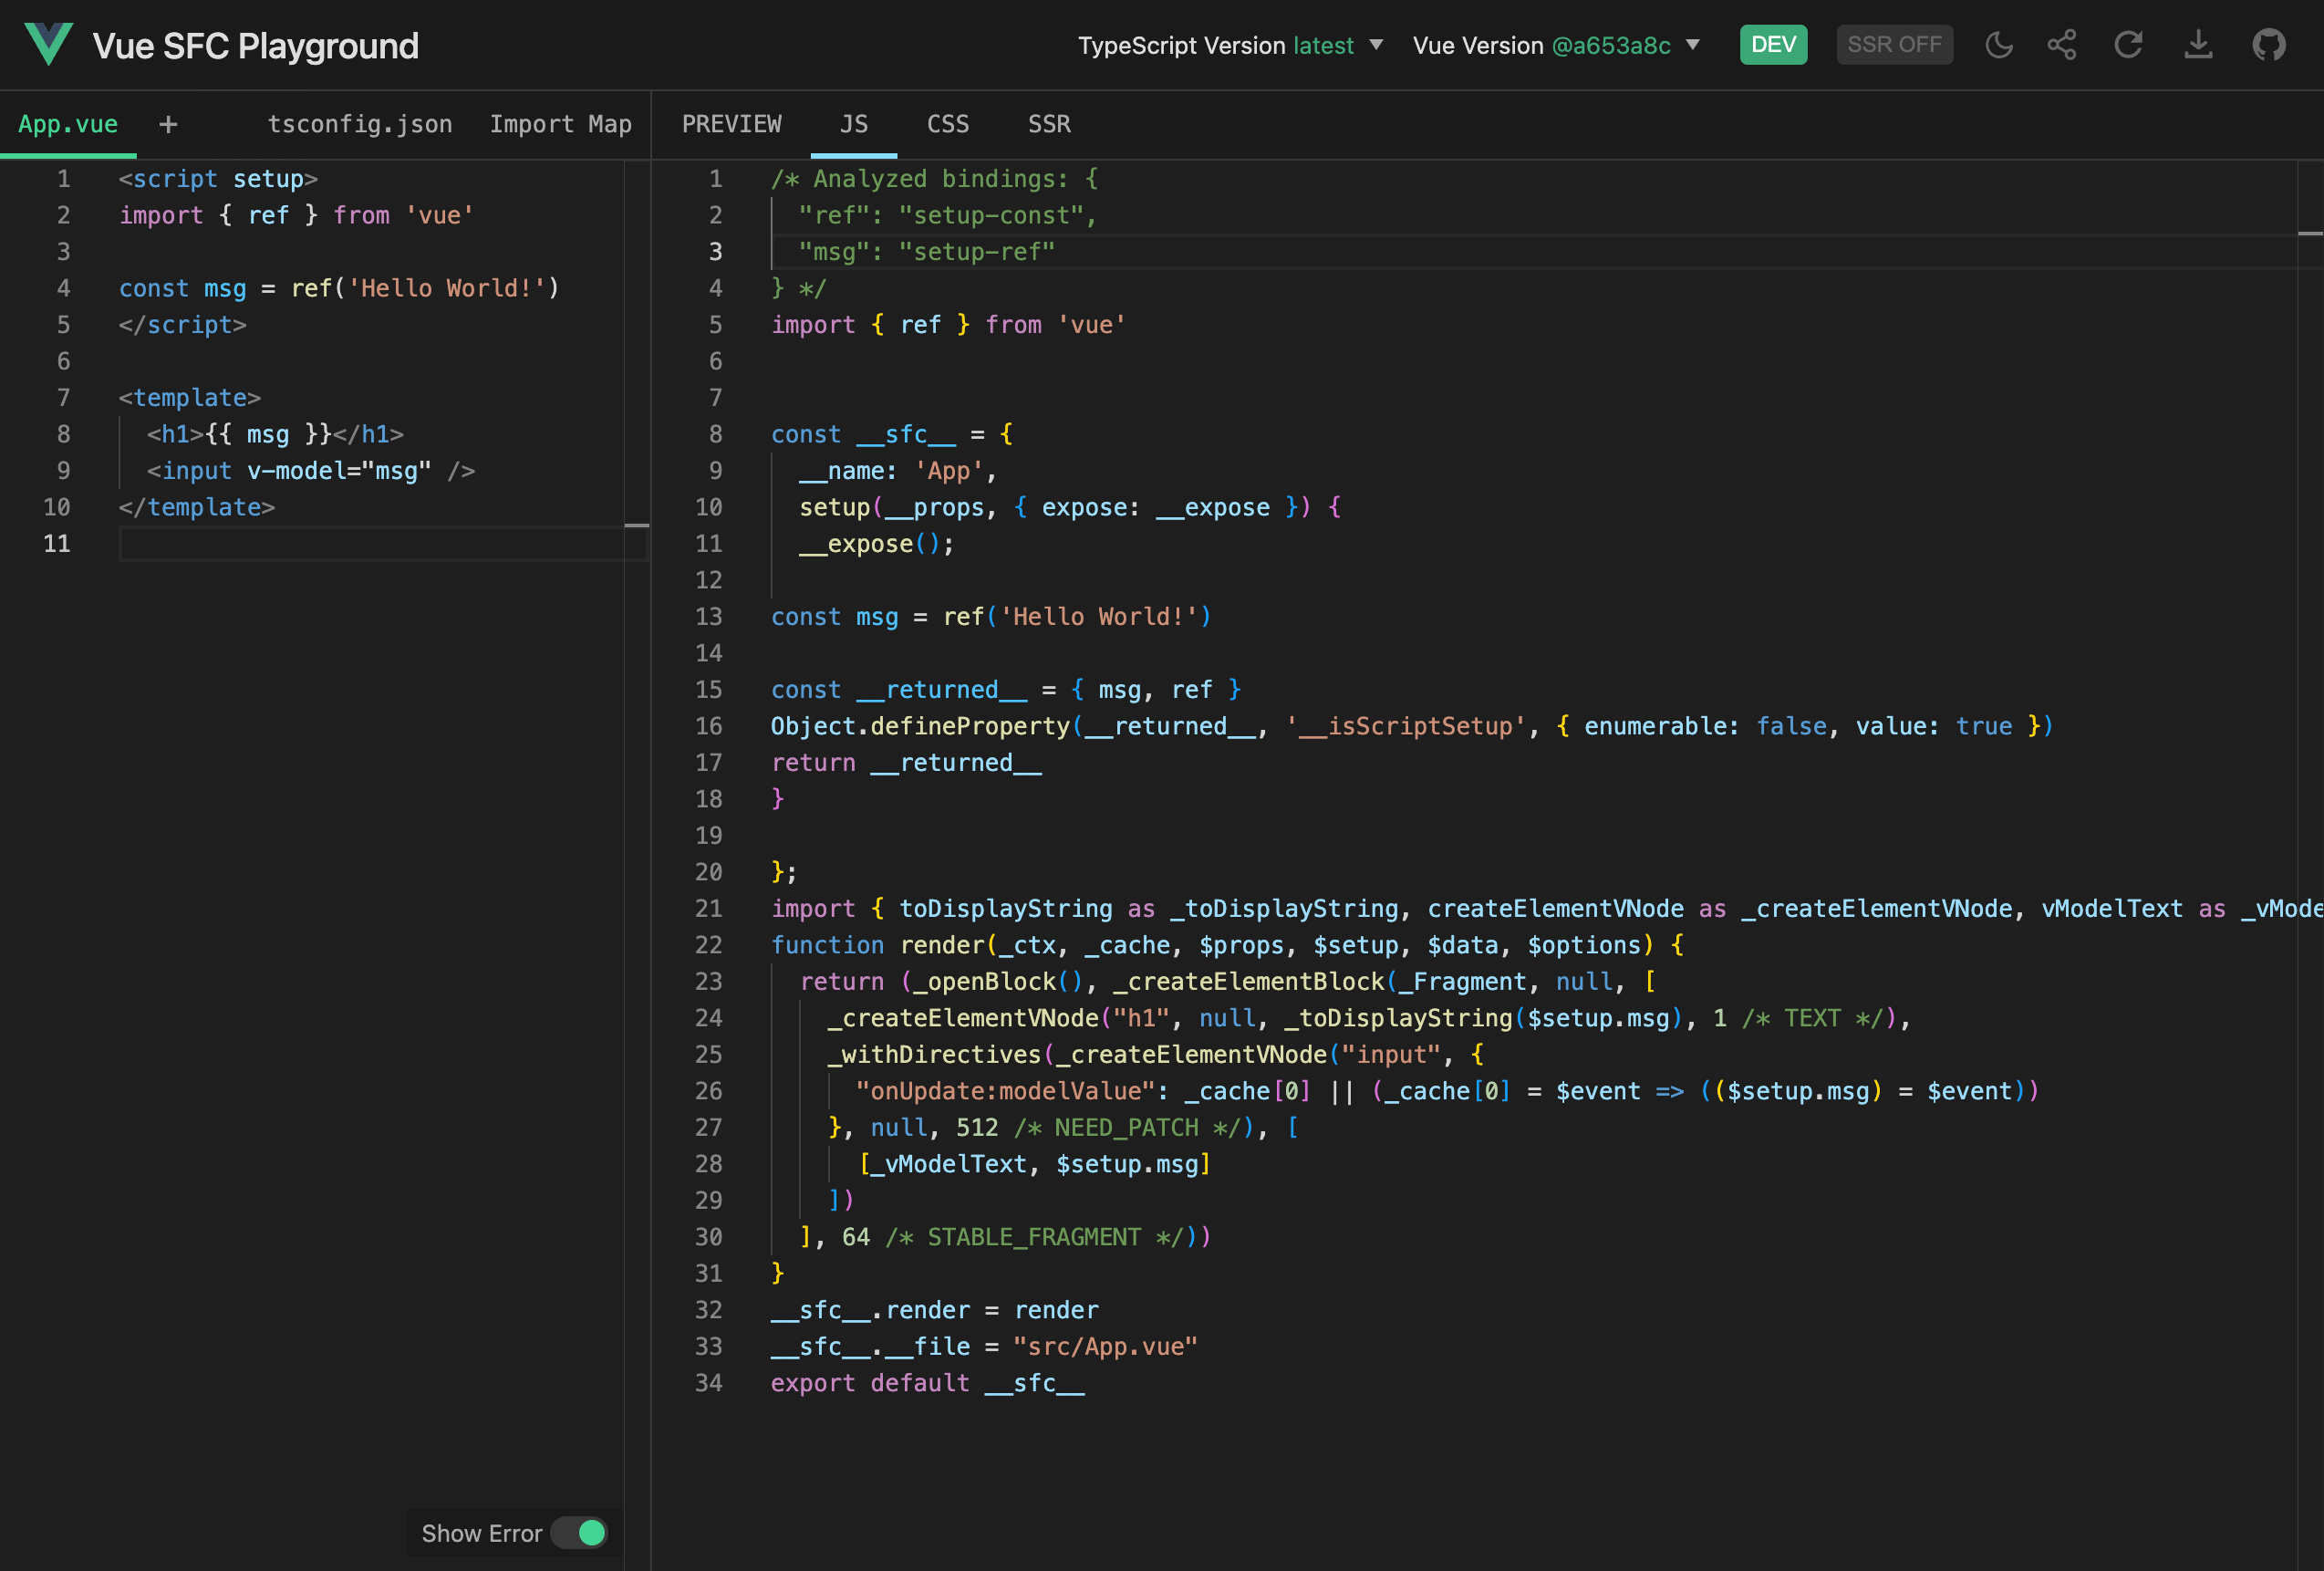 Vue SFC Playground
TypeScript Version latest
Vue Version @a653a8c
DEV
SSR OFF
App.vue
+
tsconfig.json
Import Map
1 <script setup>
2 import { ref } from 'vue'
3
4 const msg = ref('Hello World!')
5 </script>
6
7 <template>
8   <h1>{{ msg }}</h1>
9   <input v-model="msg" />
10 </template>
11
Show Error
PREVIEW
JS
CSS
SSR
1 /* Analyzed bindings: {
2   "ref": "setup-const",
3   "msg": "setup-ref"
4 } */
5 import { ref } from 'vue'
6
7
8 const __sfc__ = {
9   __name: 'App',
10   setup(__props, { expose: __expose }) {
11   __expose();
12
13 const msg = ref('Hello World!')
14
15 const __returned__ = { msg, ref }
16 Object.defineProperty(__returned__, '__isScriptSetup', { enumerable: false, value: true })
17 return __returned__
18 }
19
20 };
21 import { toDisplayString as _toDisplayString, createElementVNode as _createElementVNode, vModelText as _vMode
22 function render(_ctx, _cache, $props, $setup, $data, $options) {
23   return (_openBlock(), _createElementBlock(_Fragment, null, [
24     _createElementVNode("h1", null, _toDisplayString($setup.msg), 1 /* TEXT */),
25     _withDirectives(_createElementVNode("input", {
26       "onUpdate:modelValue": _cache[0] || (_cache[0] = $event => (($setup.msg) = $event))
27     }, null, 512 /* NEED_PATCH */), [
28       [_vModelText, $setup.msg]
29     ])
30   ], 64 /* STABLE_FRAGMENT */))
31 }
32 __sfc__.render = render
33 __sfc__.__file = "src/App.vue"
34 export default __sfc__